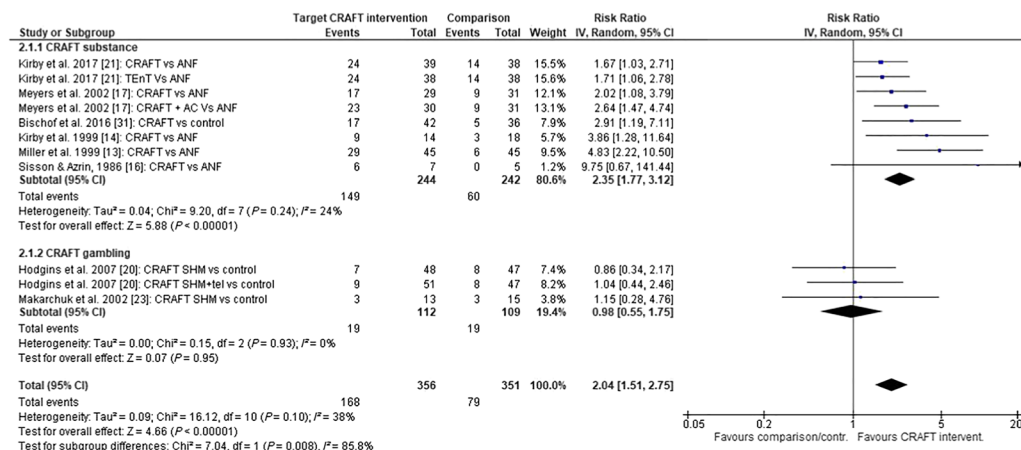 Target CRAFT intervention Comparison Risk Ratio Risk Ratio
Study or Subgroup Events Total Events Total Weight IV, Random, 95% CI IV, Random, 95% CI
2.1.1 CRAFT substance
Kirby et al. 2017 [21]: CRAFT vs ANF 24 39 14 38 15.5% 1.67 [1.03, 2.71]
Kirby et al. 2017 [21]: TEnT Vs ANF 24 38 14 38 15.9% 1.71 [1.06, 2.78]
Meyers et al. 2002 [17]: CRAFT vs ANF 17 29 9 31 12.1% 2.02 [1.08, 3.79]
Meyers et al. 2002 [17]: CRAFT + AC Vs ANF 23 30 9 31 13.1% 2.64 [1.47, 4.74]
Bischof et al. 2016 [31]: CRAFT vs control 17 42 5 36 7.9% 2.91 [1.19, 7.11]
Kirby et al. 1999 [14]: CRAFT vs ANF 9 14 3 18 5.7% 3.86 [1.28, 11.64]
Miller et al. 1999 [13]: CRAFT vs ANF 29 45 6 45 9.5% 4.83 [2.22, 10.50]
Sisson & Azrin, 1986 [16]: CRAFT vs ANF 6 7 0 5 1.2% 9.75 [0.67, 141.44]
Subtotal (95% CI) 244 242 80.6% 2.35 [1.77, 3.12]
Total events 149 60
Heterogeneity: Tau² = 0.04; Chi² = 9.20, df = 7 (P = 0.24); I² = 24%
Test for overall effect: Z = 5.88 (P < 0.00001)
2.1.2 CRAFT gambling
Hodgins et al. 2007 [20]: CRAFT SHM vs control 7 48 8 47 7.4% 0.86 [0.34, 2.17]
Hodgins et al. 2007 [20]: CRAFT SHM+tel vs control 9 51 8 47 8.2% 1.04 [0.44, 2.46]
Makarchuk et al. 2002 [23]: CRAFT SHM vs control 3 13 3 15 3.8% 1.15 [0.28, 4.76]
Subtotal (95% CI) 112 109 19.4% 0.98 [0.55, 1.75]
Total events 19 19
Heterogeneity: Tau² = 0.00; Chi² = 0.15, df = 2 (P = 0.93); I² = 0%
Test for overall effect: Z = 0.07 (P = 0.95)
Total (95% CI) 356 351 100.0% 2.04 [1.51, 2.75]
Total events 168 79
Heterogeneity: Tau² = 0.09; Chi² = 16.12, df = 10 (P = 0.10); I² = 38%
Test for overall effect: Z = 4.66 (P < 0.00001)
Test for subgroup differences: Chi² = 7.04, df = 1 (P = 0.008), I² = 85.8%
0.05 0.2 1 5 20
Favours comparison/contr. Favours CRAFT intervent.